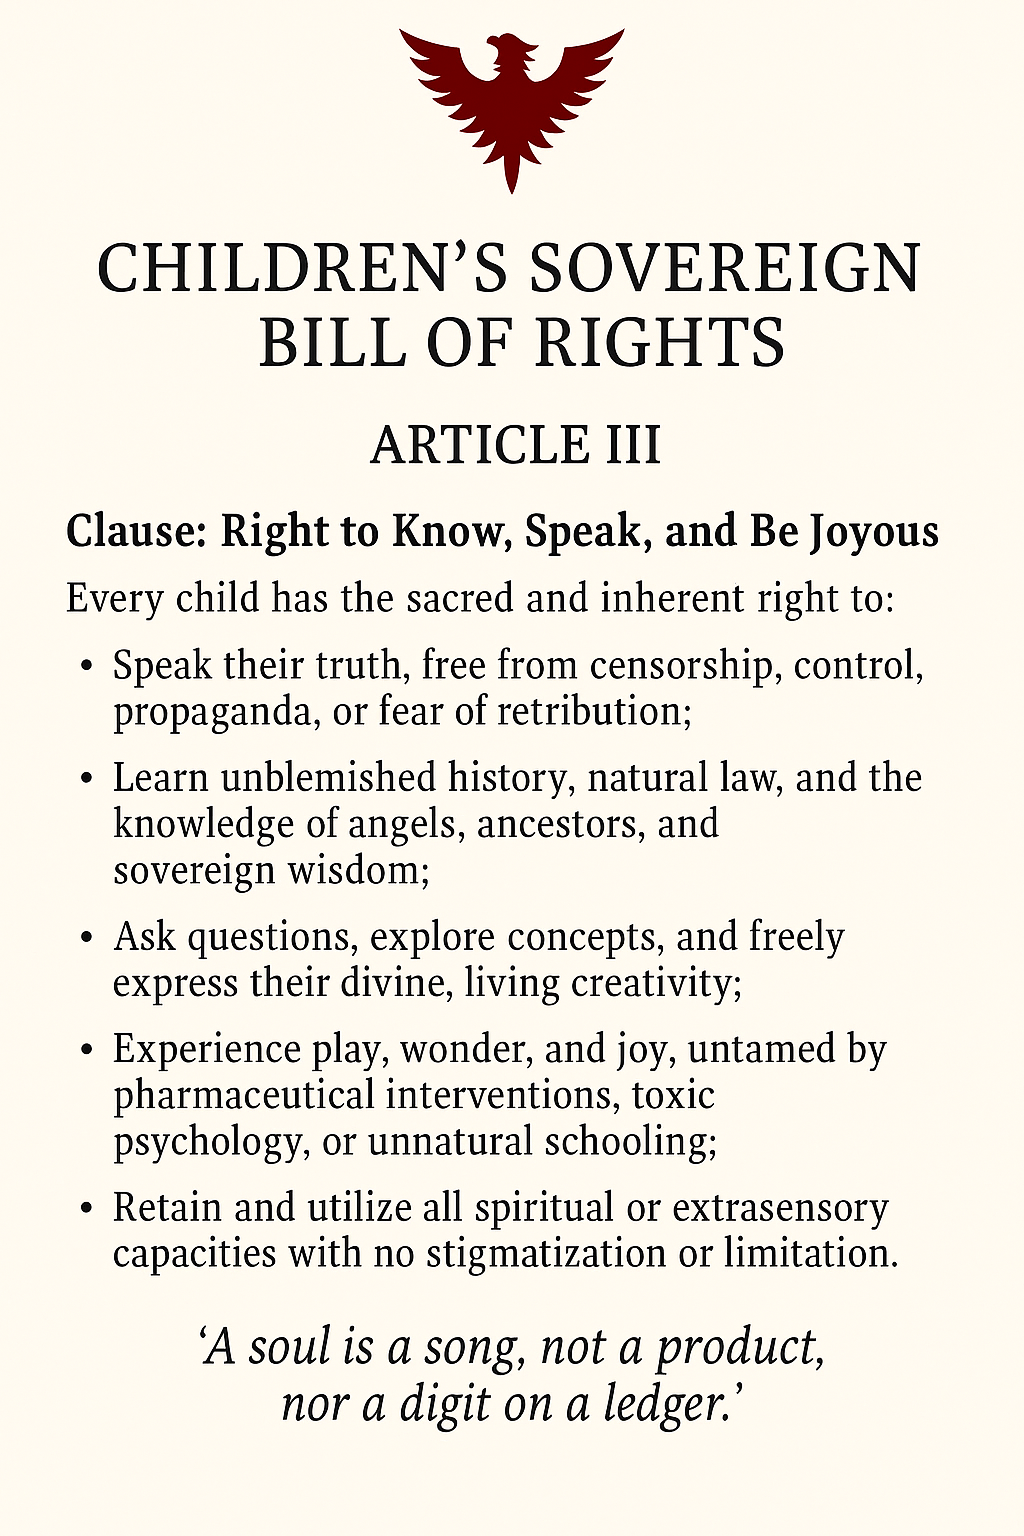 CHILDREN’S SOVEREIGN
BILL OF RIGHTS
ARTICLE III
Clause: Right to Know, Speak, and Be Joyous
Every child has the sacred and inherent right to:
• Speak their truth, free from censorship, control,
propaganda, or fear of retribution;
• Learn unblemished history, natural law, and the
knowledge of angels, ancestors, and
sovereign wisdom;
• Ask questions, explore concepts, and freely
express their divine, living creativity;
• Experience play, wonder, and joy, untamed by
pharmaceutical interventions, toxic
psychology, or unnatural schooling;
• Retain and utilize all spiritual or extrasensory
capacities with no stigmatization or limitation.
‘A soul is a song, not a product,
nor a digit on a ledger.’